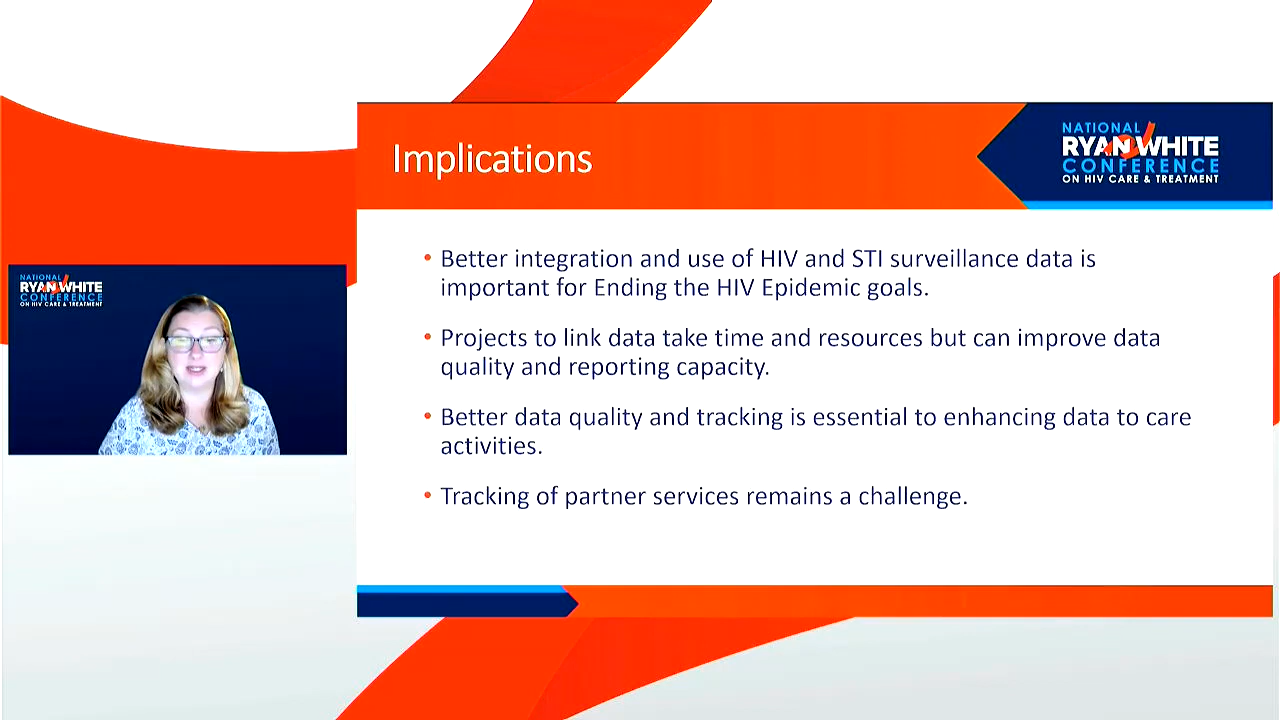 Implications
NATIONAL
RYAN WHITE
CONFERENCE
ON HIV CARE & TREATMENT
• Better integration and use of HIV and STI surveillance data is
important for Ending the HIV Epidemic goals.
• Projects to link data take time and resources but can improve data
quality and reporting capacity.
• Better data quality and tracking is essential to enhancing data to care
activities.
• Tracking of partner services remains a challenge.
NATIONAL
RYAN WHITE
CONFERENCE
ON HIV CARE & TREATMENT